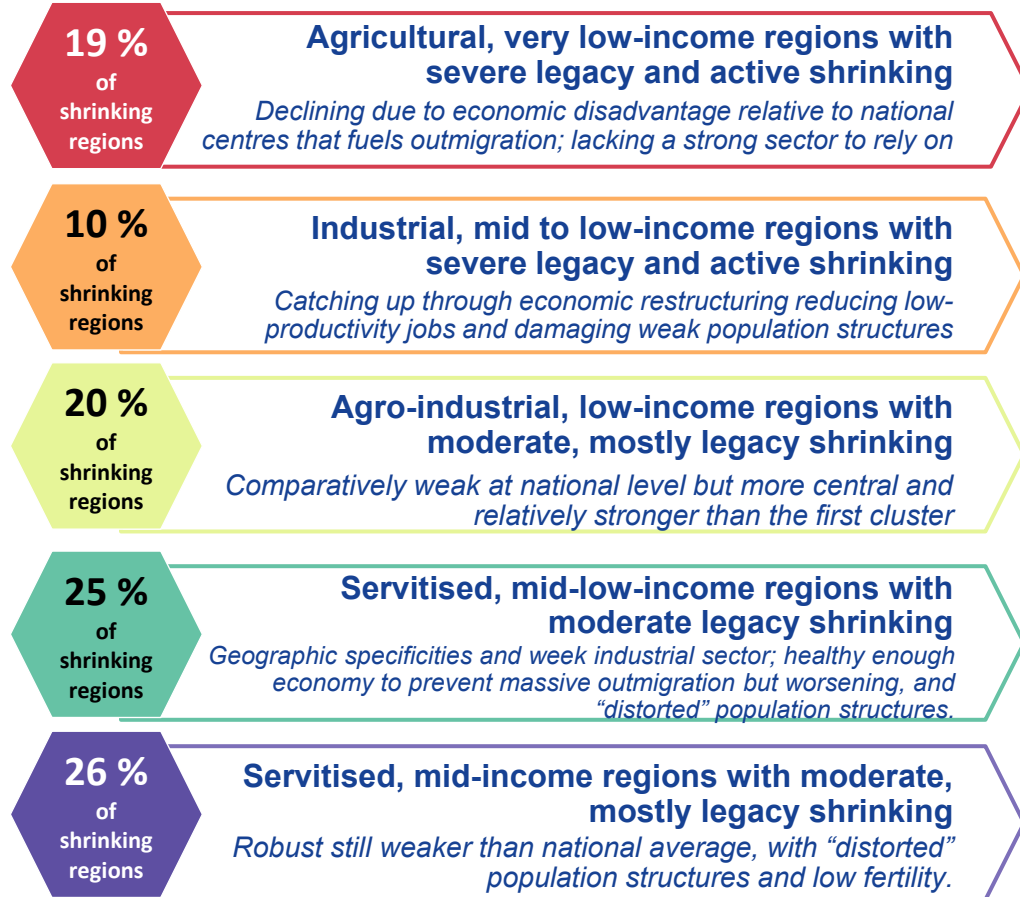 19 %
of
shrinking
regions
Agricultural, very low-income regions with
severe legacy and active shrinking
Declining due to economic disadvantage relative to national
centres that fuels outmigration; lacking a strong sector to rely on
10 %
of
shrinking
regions
Industrial, mid to low-income regions with
severe legacy and active shrinking
Catching up through economic restructuring reducing low-
productivity jobs and damaging weak population structures
20 %
of
shrinking
regions
Agro-industrial, low-income regions with
moderate, mostly legacy shrinking
Comparatively weak at national level but more central and
relatively stronger than the first cluster
25 %
of
shrinking
regions
Servitised, mid-low-income regions with
moderate legacy shrinking
Geographic specificities and week industrial sector; healthy enough
economy to prevent massive outmigration but worsening, and
“distorted” population structures.
26 %
of
shrinking
regions
Servitised, mid-income regions with moderate,
mostly legacy shrinking
Robust still weaker than national average, with “distorted”
population structures and low fertility.